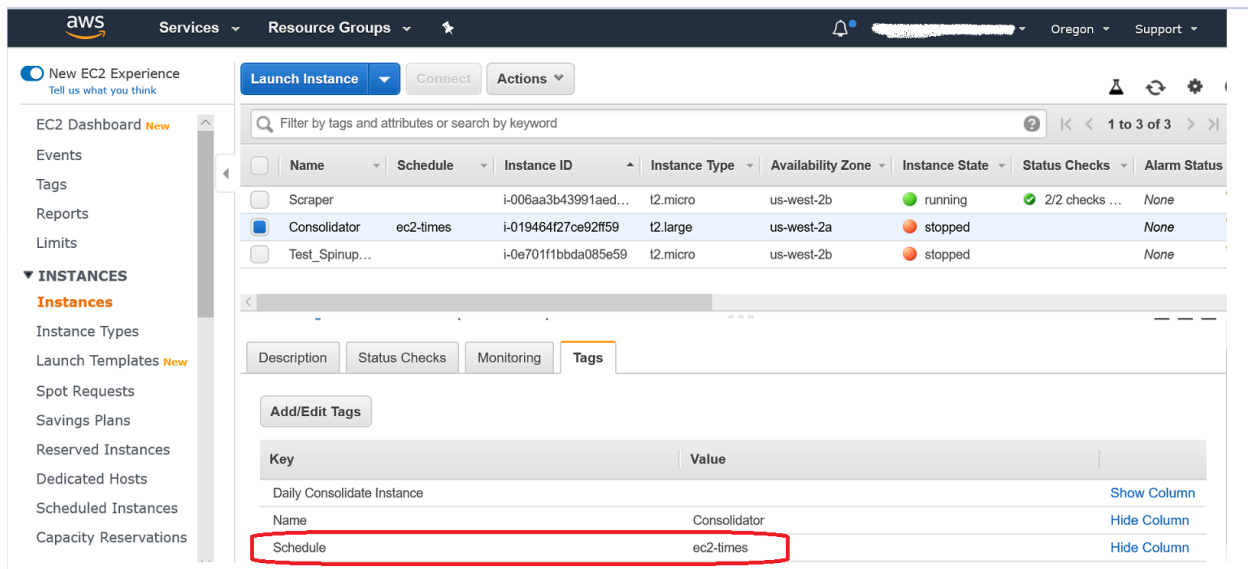 aws Services Resource Groups Oregon Support
New EC2 Experience
Tell us what you think
EC2 Dashboard New
Events
Tags
Reports
Limits
INSTANCES
Instances
Instance Types
Launch Templates New
Spot Requests
Savings Plans
Reserved Instances
Dedicated Hosts
Scheduled Instances
Capacity Reservations
Launch Instance Connect Actions
Filter by tags and attributes or search by keyword 1 to 3 of 3
Name Schedule Instance ID Instance Type Availability Zone Instance State Status Checks Alarm Status
Scraper i-006aa3b43991aed... t2.micro us-west-2b running 2/2 checks ... None
Consolidator ec2-times i-019464f27ce92ff59 t2.large us-west-2a stopped None
Test_Spinup... i-0e701f1bbda085e59 t2.micro us-west-2b stopped None
Description Status Checks Monitoring Tags
Add/Edit Tags
Key Value
Daily Consolidate Instance Show Column
Name Consolidator Hide Column
Schedule ec2-times Hide Column